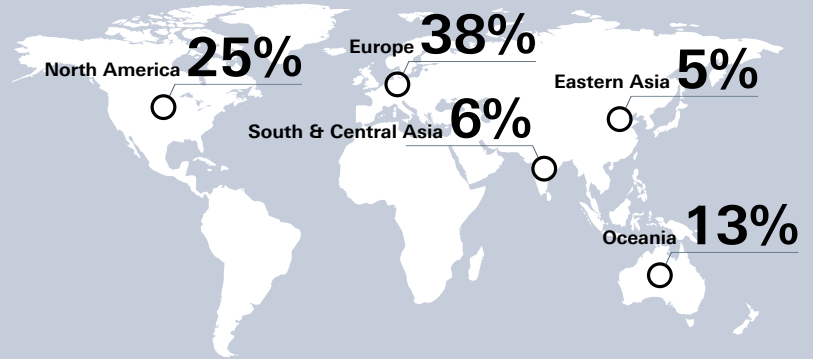 North America 25%
Europe 38%
Eastern Asia 5%
South & Central Asia 6%
Oceania 13%